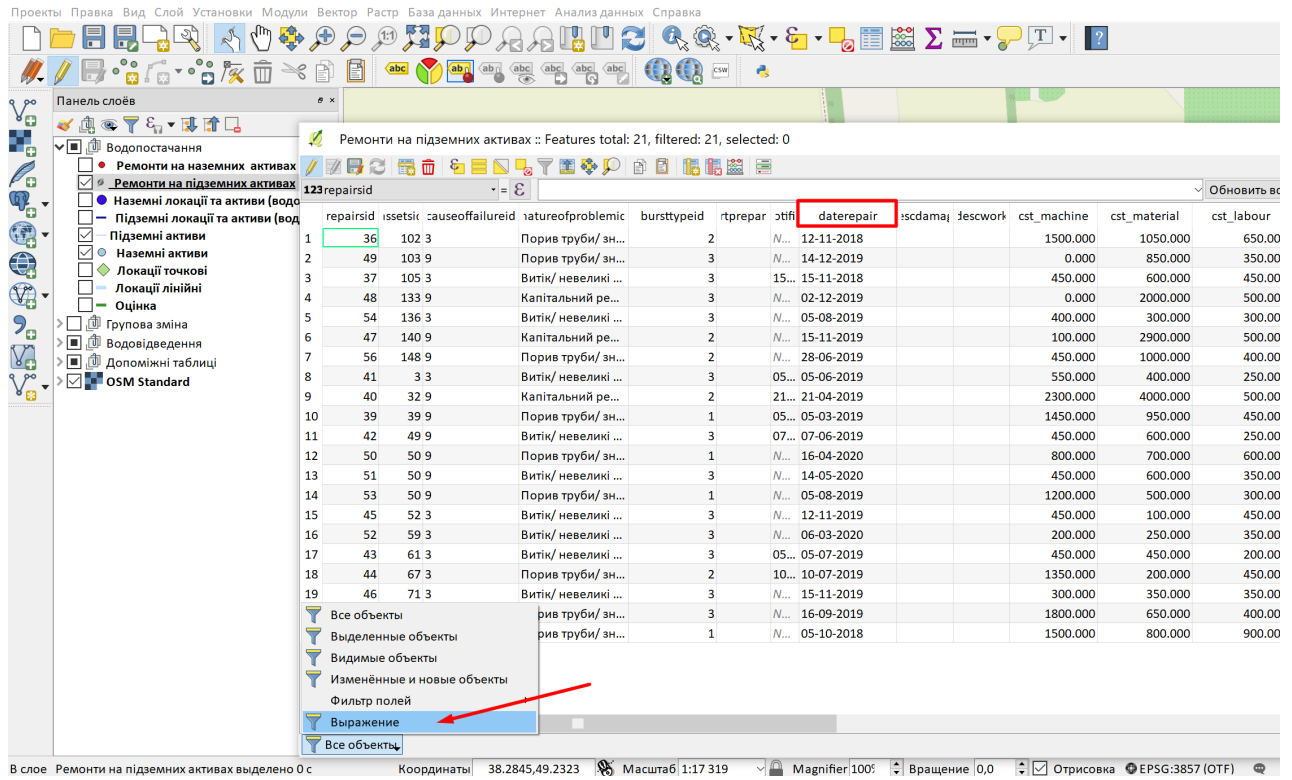 Проекты Правка Вид Слой Установки Модули Вектор Растр База данных Интернет Анализ данных Справка
Панель слоёв
Водопостачання
Ремонти на наземних активах
Ремонти на підземних активах
Наземні локації та активи (водо
Підземні локації та активи (вод
Підземні активи
Наземні активи
Локації точкові
Локації лінійні
Оцінка
Групова зміна
Водовідведення
Допоміжні таблиці
OSM Standard
Ремонти на підземних активах :: Features total: 21, filtered: 21, selected: 0
123 repairsid = ε Обновить вс
repairsid ssetsic causeoffailureid natureofproblemic bursttypeid rtprepar otifi daterepair escdamag descwork cst_machine cst_material cst_labour
1 36 102 3 Порив труби/ зн... 2 N... 12-11-2018 1500.000 1050.000 650.00
2 49 103 9 Порив труби/ зн... 3 N... 14-12-2019 0.000 850.000 350.00
3 37 105 3 Витік/ невеликі ... 3 15... 15-11-2018 450.000 600.000 450.00
4 48 133 9 Капітальний ре... 3 N... 02-12-2019 0.000 2000.000 500.00
5 54 136 3 Витік/ невеликі ... 3 N... 05-08-2019 400.000 300.000 300.00
6 47 140 9 Капітальний ре... 2 N... 15-11-2019 100.000 2900.000 500.00
7 56 148 9 Порив труби/ зн... 2 N... 28-06-2019 450.000 1000.000 400.00
8 41 3 3 Витік/ невеликі ... 3 05... 05-06-2019 550.000 400.000 250.00
9 40 32 9 Капітальний ре... 2 21... 21-04-2019 2300.000 4000.000 500.00
10 39 39 9 Порив труби/ зн... 1 05... 05-03-2019 1450.000 950.000 450.00
11 42 49 9 Витік/ невеликі ... 3 07... 07-06-2019 450.000 600.000 250.00
12 50 50 9 Порив труби/ зн... 1 N... 16-04-2020 800.000 700.000 600.00
13 51 50 9 Витік/ невеликі ... 3 N... 14-05-2020 450.000 600.000 350.00
14 53 50 9 Порив труби/ зн... 1 N... 05-08-2019 1200.000 500.000 300.00
15 45 52 3 Витік/ невеликі ... 3 N... 12-11-2019 450.000 100.000 450.00
16 52 59 3 Витік/ невеликі ... 3 N... 06-03-2020 200.000 250.000 350.00
17 43 61 3 Витік/ невеликі ... 3 05... 05-07-2019 450.000 450.000 200.00
18 44 67 3 Порив труби/ зн... 2 10... 10-07-2019 1350.000 200.000 450.00
19 46 71 3 Витік/ невеликі ... 3 N... 15-11-2019 300.000 350.000 350.00
рив труби/ зн... 3 N... 16-09-2019 1800.000 650.000 400.00
рив труби/ зн... 1 N... 05-10-2018 1500.000 800.000 900.00
Все объекты
Выделенные объекты
Видимые объекты
Изменённые и новые объекты
Фильтр полей
Выражение
Все объекты
В слое Ремонти на підземних активах выделено 0 с Координаты 38.2845,49.2323 Масштаб 1:17 319 Magnifier 100% Вращение 0,0 Отрисовка EPSG:3857 (OTF)